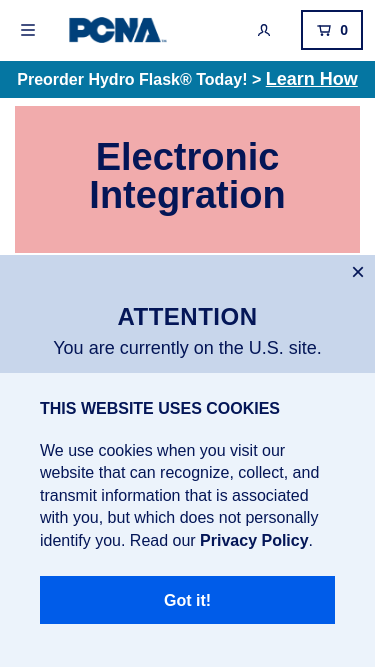 PCNA
0
Preorder Hydro Flask® Today! > Learn How
Electronic
Integration
ATTENTION
You are currently on the U.S. site.
THIS WEBSITE USES COOKIES
We use cookies when you visit our
website that can recognize, collect, and
transmit information that is associated
with you, but which does not personally
identify you. Read our Privacy Policy.
Got it!